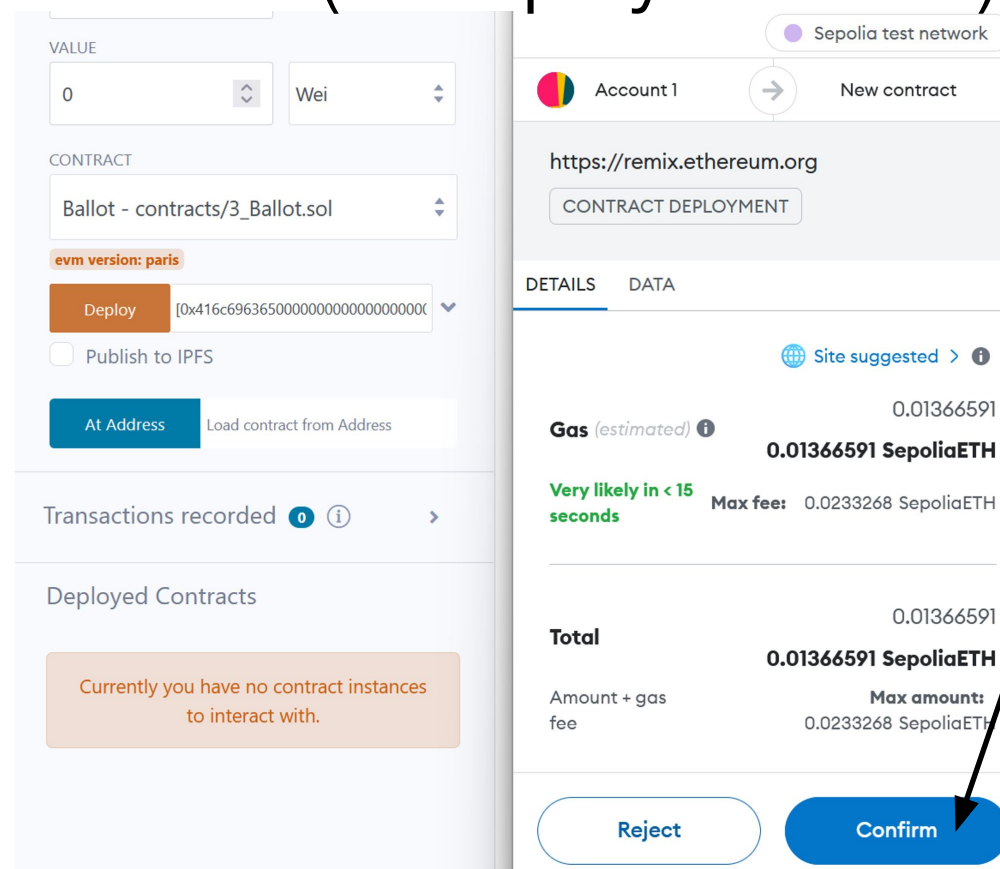 VALUE
0
Wei
CONTRACT
Ballot - contracts/3_Ballot.sol
evm version: paris
Deploy
Publish to IPFS
At Address
Load contract from Address
Transactions recorded 0 i
Deployed Contracts
Currently you have no contract instances
to interact with.
Sepolia test network
Account 1
New contract
https://remix.ethereum.org
CONTRACT DEPLOYMENT
DETAILS DATA
Site suggested > i
0.01366591
Gas (estimated) i
0.01366591 SepoliaETH
Very likely in < 15
seconds
Max fee: 0.0233268 SepoliaETH
0.01366591
Total
0.01366591 SepoliaETH
Amount + gas
fee
Max amount:
0.0233268 SepoliaETH
Reject
Confirm